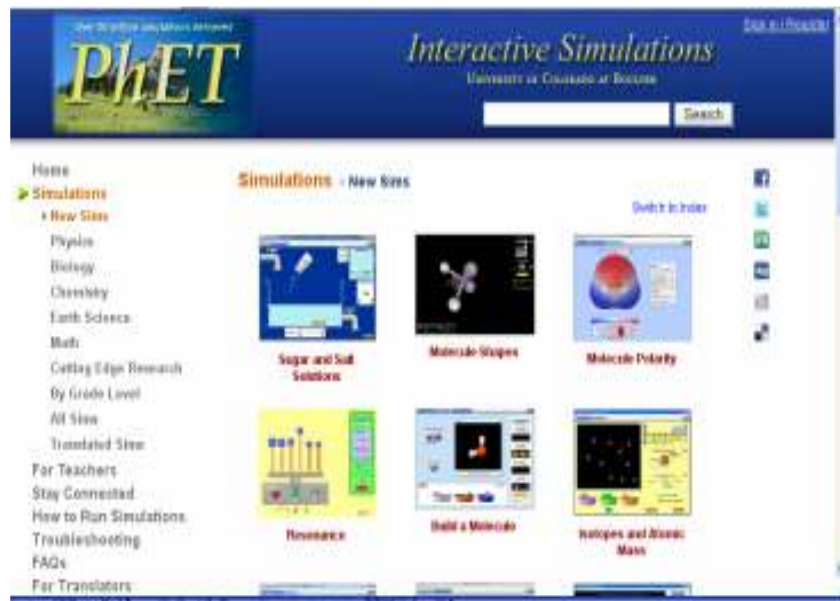 PhET
Interactive Simulations
University of Colorado at Boulder
Sign in / Register
Search
Home
Simulations
New Sims
Physics
Biology
Chemistry
Earth Science
Math
Cutting Edge Research
By Grade Level
All Sims
Translated Sims
For Teachers
Stay Connected
How to Run Simulations
Troubleshooting
FAQs
For Translators
Simulations › New Sims
Switch to Index
Sugar and Salt
Solutions
Molecule Shapes
Molecule Polarity
Resonance
Build a Molecule
Isotopes and Atomic
Mass